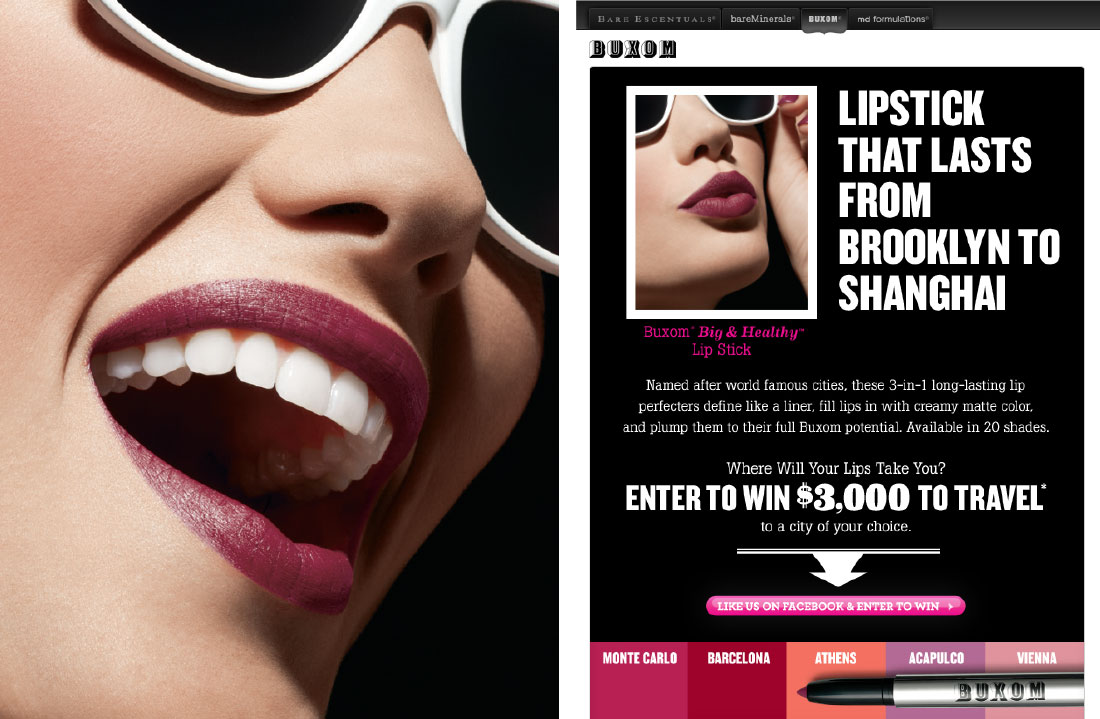 BARE ESCENTUALS®
bareMinerals®
BUXOM®
md formulations®
BUXOM
LIPSTICK
THAT LASTS
FROM
BROOKLYN TO
SHANGHAI
Buxom® Big & Healthy™
Lip Stick
Named after world famous cities, these 3-in-1 long-lasting lip
perfecters define like a liner, fill lips in with creamy matte color,
and plump them to their full Buxom potential. Available in 20 shades.
Where Will Your Lips Take You?
ENTER TO WIN $3,000 TO TRAVEL*
to a city of your choice.
LIKE US ON FACEBOOK & ENTER TO WIN
MONTE CARLO
BARCELONA
ATHENS
ACAPULCO
VIENNA
BUXOM